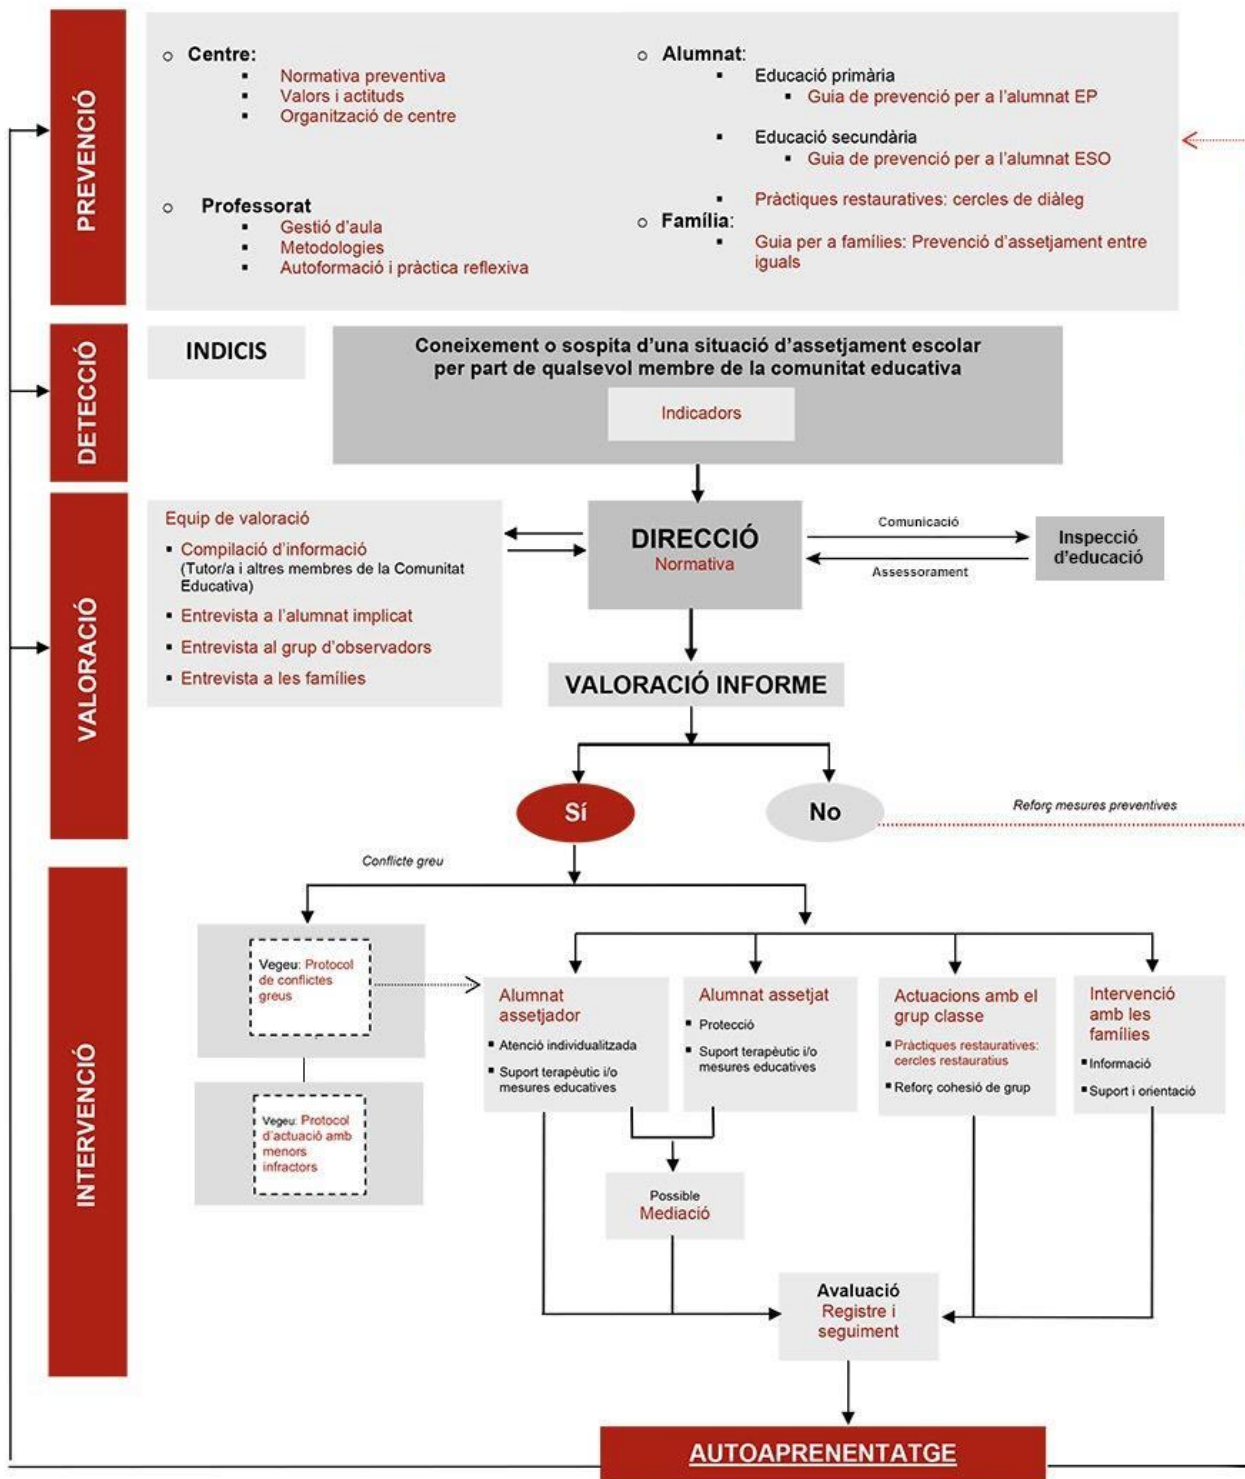 PREVENCIÓ
Centre:
Normativa preventiva
Valors i actituds
Organització de centre
Professorat
Gestió d'aula
Metodologies
Autoformació i pràctica reflexiva
Alumnat:
Educació primària
Guia de prevenció per a l'alumnat EP
Educació secundària
Guia de prevenció per a l'alumnat ESO
Pràctiques restauratives: cercles de diàleg
Família:
Guia per a famílies: Prevenció d'assetjament entre
iguals
DETECCIÓ
INDICIS
Coneixement o sospita d'una situació d'assetjament escolar
per part de qualsevol membre de la comunitat educativa
Indicadors
VALORACIÓ
Equip de valoració
Compilació d'informació
(Tutor/a i altres membres de la Comunitat
Educativa)
Entrevista a l'alumnat implicat
Entrevista al grup d'observadors
Entrevista a les famílies
DIRECCIÓ
Normativa
Comunicació
Assessorament
Inspecció
d'educació
VALORACIÓ INFORME
Sí
No
Reforç mesures preventives
INTERVENCIÓ
Conflicte greu
Vegeu: Protocol
de conflictes
greus
Vegeu: Protocol
d'actuació amb
menors
infractors
Alumnat
assetjador
Atenció individualitzada
Suport terapèutic i/o
mesures educatives
Alumnat assetjat
Protecció
Suport terapèutic i/o
mesures educatives
Actuacions amb el
grup classe
Pràctiques restauratives:
cercles restauratius
Reforç cohesió de grup
Intervenció
amb les
famílies
Informació
Suport i orientació
Possible
Mediació
Avaluació
Registre i
seguiment
AUTOAPRENENTATGE